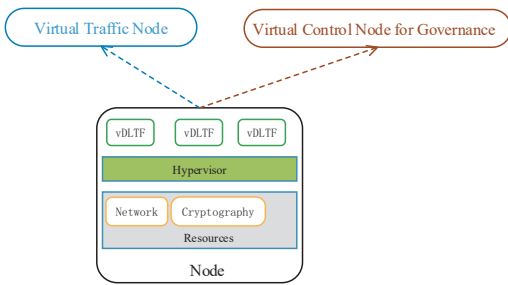 Virtual Traffic Node
Virtual Control Node for Governance
vDLTF vDLTF vDLTF
Hypervisor
Network Cryptography
Resources
Node